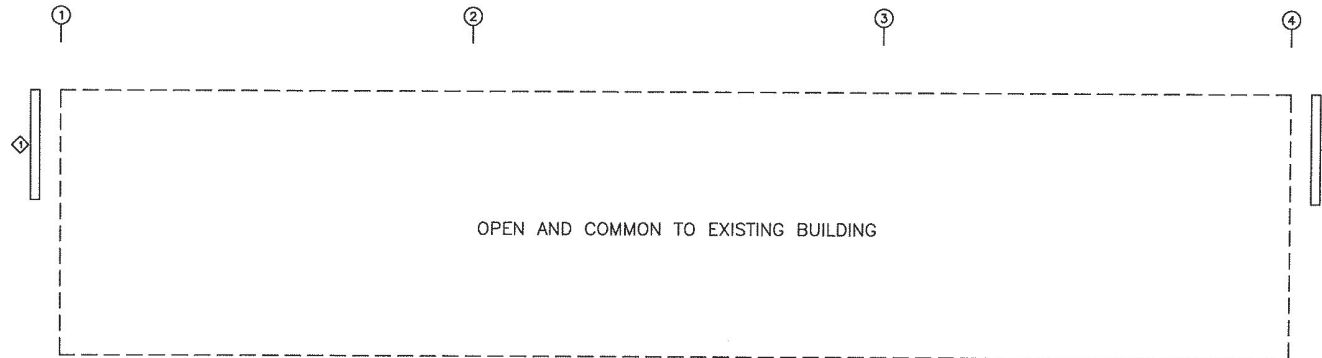 1 2 3 4
1
OPEN AND COMMON TO EXISTING BUILDING